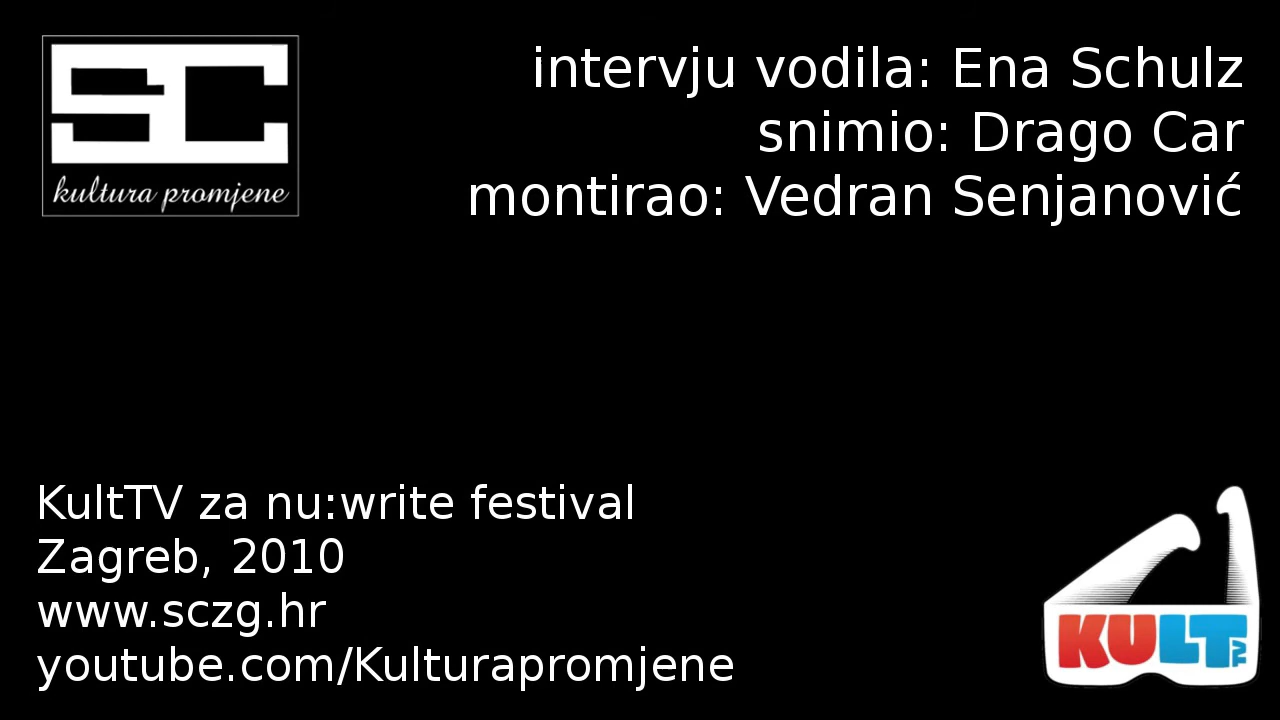 SC
kultura promjene
intervju vodila: Ena Schulz
snimio: Drago Car
montirao: Vedran Senjanović
KultTV za nu:write festival
Zagreb, 2010
www.sczg.hr
youtube.com/Kulturapromjene
KULT TV